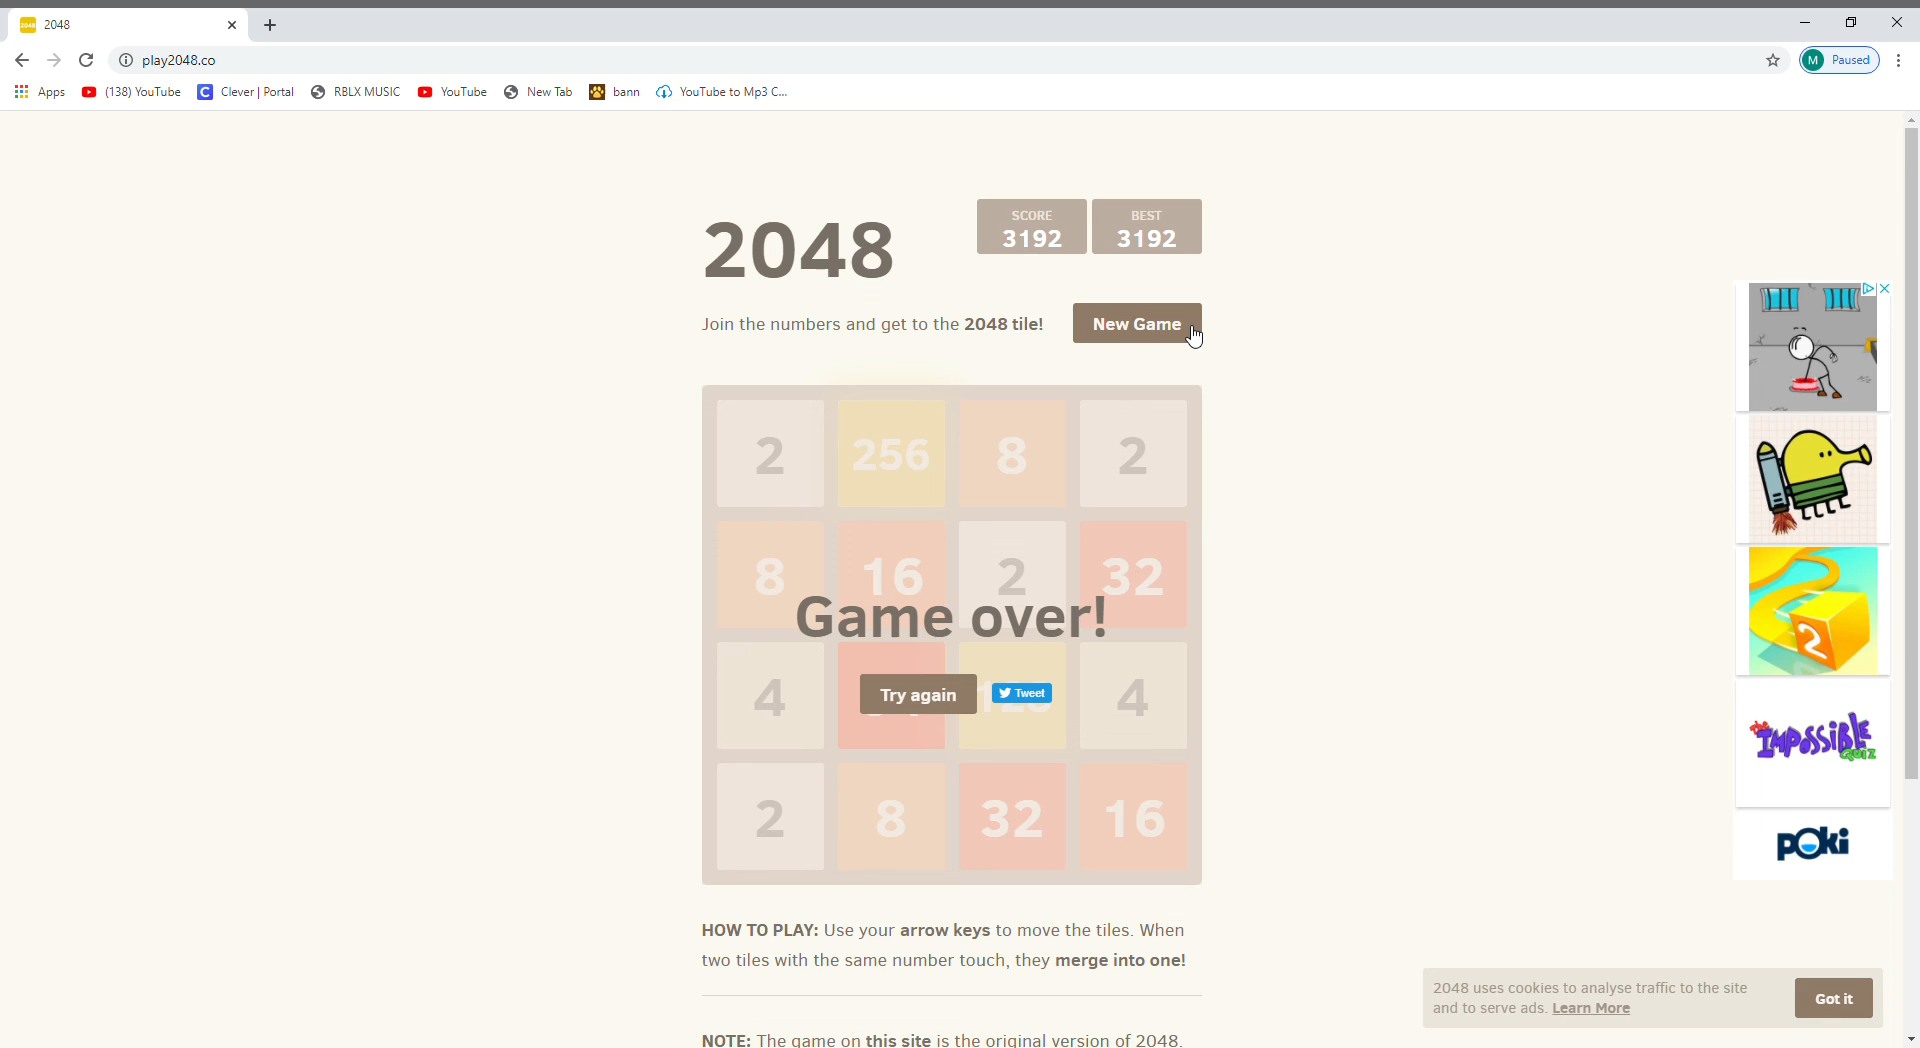 2048
play2048.co
M Paused
Apps (138) YouTube Clever | Portal RBLX MUSIC YouTube New Tab bann YouTube to Mp3 C...
2048
SCORE
3192
BEST
3192
Join the numbers and get to the 2048 tile!
New Game
2 256 8 2
8 16 2 32
Game over!
4 4
Try again
Tweet
2 8 32 16
HOW TO PLAY: Use your arrow keys to move the tiles. When
two tiles with the same number touch, they merge into one!
NOTE: The game on this site is the original version of 2048.
2
THE IMPOSSIBLE
QUIZ
POKi
2048 uses cookies to analyse traffic to the site
and to serve ads. Learn More
Got it